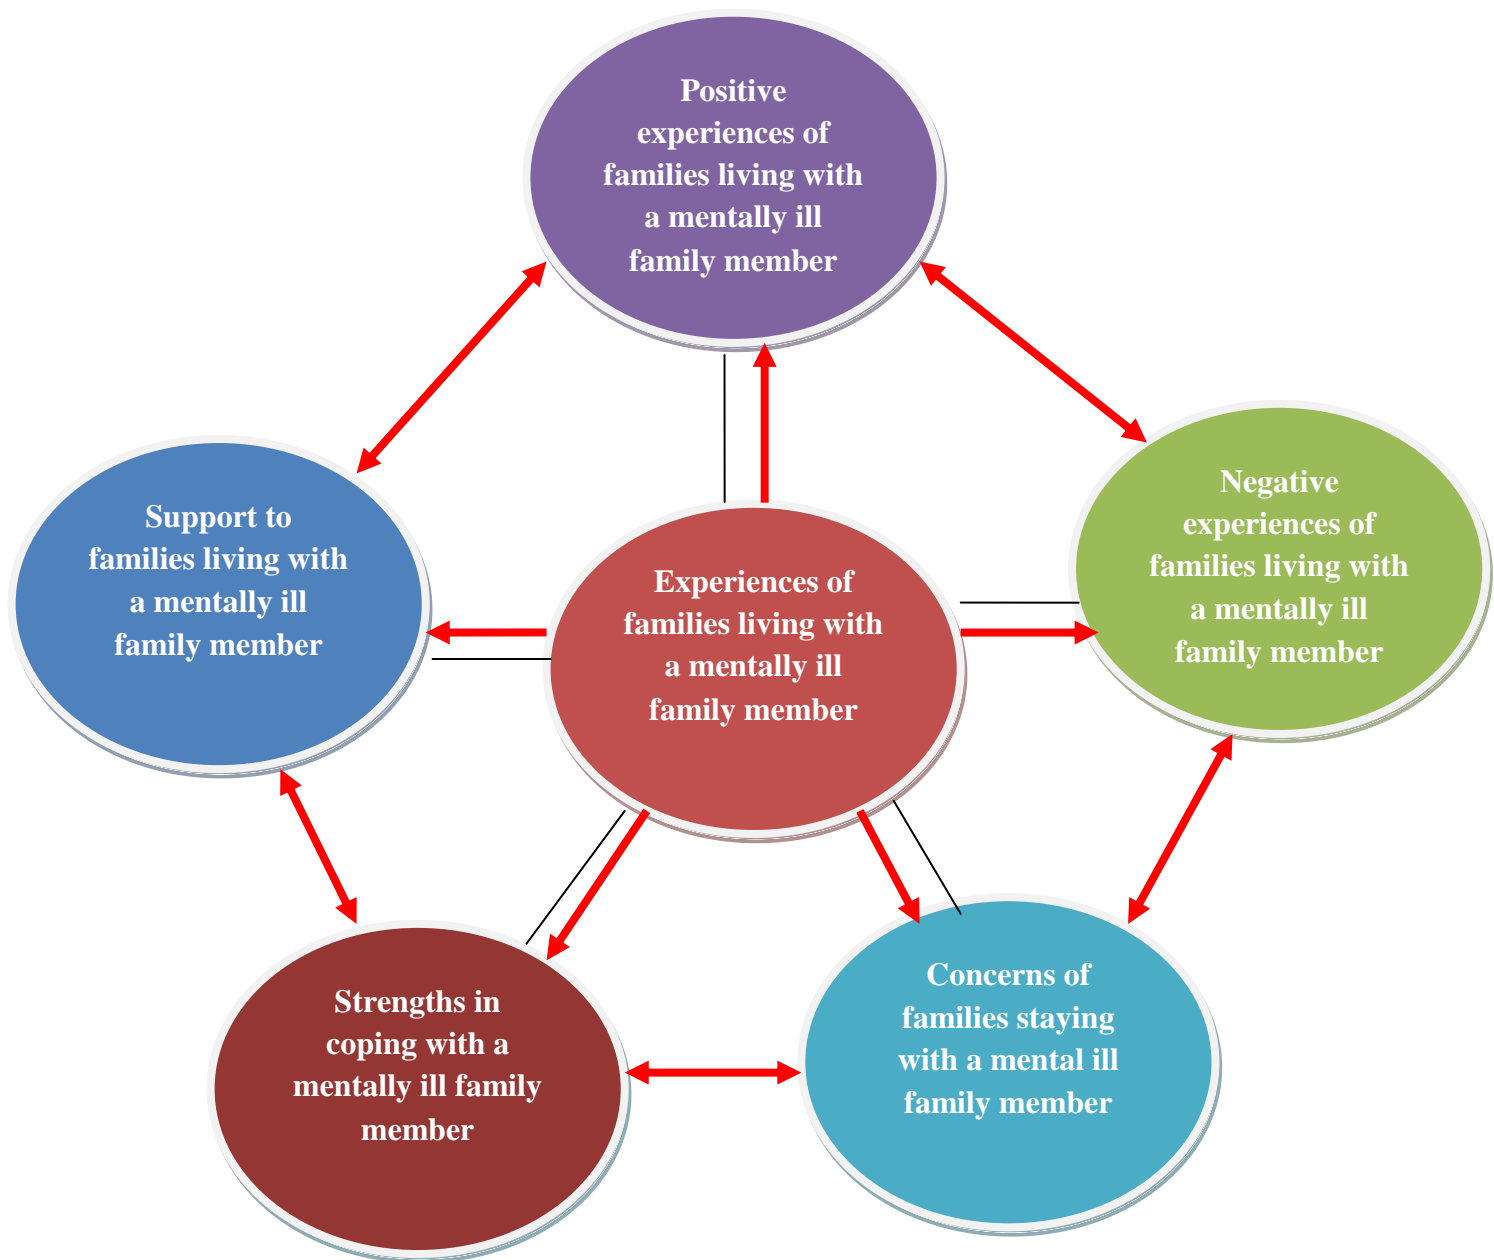 Positive
experiences of
families living with
a mentally ill
family member
Support to
families living with
a mentally ill
family member
Experiences of
families living with
a mentally ill
family member
Negative
experiences of
families living with
a mentally ill
family member
Strengths in
coping with a
mentally ill family
member
Concerns of
families staying
with a mental ill
family member